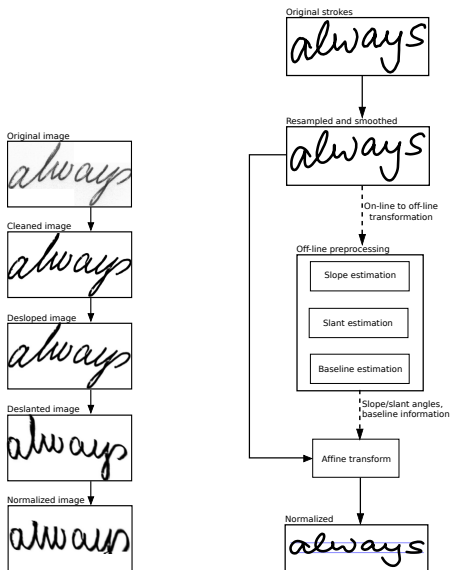 Original image
always
Cleaned image
always
Desloped image
always
Deslanted image
always
Normalized image
always
Original strokes
always
Resampled and smoothed
always
On-line to off-line
transformation
Off-line preprocessing
Slope estimation
Slant estimation
Baseline estimation
Slope/slant angles,
baseline information
Affine transform
Normalized
always